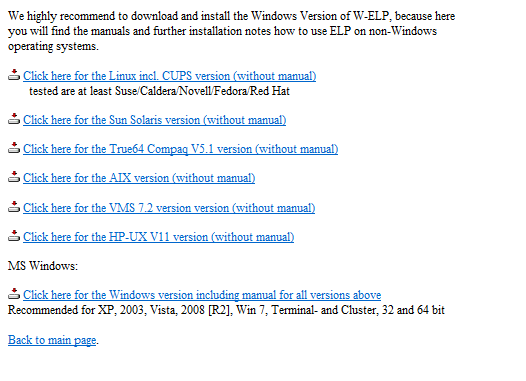 We highly recommend to download and install the Windows Version of W-ELP, because here
you will find the manuals and further installation notes how to use ELP on non-Windows
operating systems.
Click here for the Linux incl. CUPS version (without manual)
tested are at least Suse/Caldera/Novell/Fedora/Red Hat
Click here for the Sun Solaris version (without manual)
Click here for the True64 Compaq V5.1 version (without manual)
Click here for the AIX version (without manual)
Click here for the VMS 7.2 version version (without manual)
Click here for the HP-UX V11 version (without manual)
MS Windows:
Click here for the Windows version including manual for all versions above
Recommended for XP, 2003, Vista, 2008 [R2], Win 7, Terminal- and Cluster, 32 and 64 bit
Back to main page.